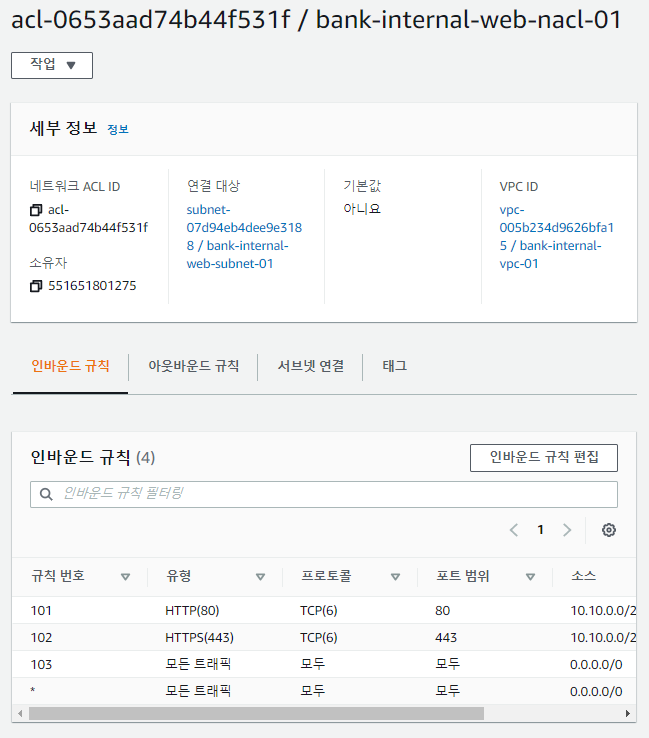 acl-0653aad74b44f531f / bank-internal-web-nacl-01
작업
세부 정보 정보
네트워크 ACL ID
acl-
0653aad74b44f531f
소유자
551651801275
연결 대상
subnet-
07d94eb4dee9e318
8 / bank-internal-
web-subnet-01
기본값
아니요
VPC ID
vpc-
005b234d9626bfa1
5 / bank-internal-
vpc-01
인바운드 규칙 아웃바운드 규칙 서브넷 연결 태그
인바운드 규칙 (4) 인바운드 규칙 편집
인바운드 규칙 필터링
1
규칙 번호 유형 프로토콜 포트 범위 소스
101 HTTP(80) TCP(6) 80 10.10.0.0/2
102 HTTPS(443) TCP(6) 443 10.10.0.0/2
103 모든 트래픽 모두 모두 0.0.0.0/0
* 모든 트래픽 모두 모두 0.0.0.0/0